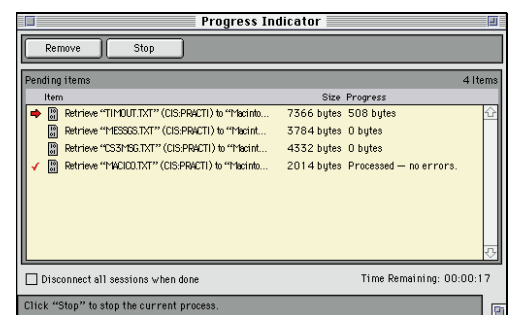 Progress Indicator
Remove Stop
Pending items 4 Items
Item Size Progress
Retrieve “TIMOUT.TXT” (CIS:PRACTI) to “Macinto... 7366 bytes 508 bytes
Retrieve “MESSGS.TXT” (CIS:PRACTI) to “Macint... 3784 bytes 0 bytes
Retrieve “CS3MSG.TXT” (CIS:PRACTI) to “Macint... 4332 bytes 0 bytes
Retrieve “MACICO.TXT” (CIS:PRACTI) to “Macinto... 2014 bytes Processed — no errors.
Disconnect all sessions when done Time Remaining: 00:00:17
Click “Stop” to stop the current process.